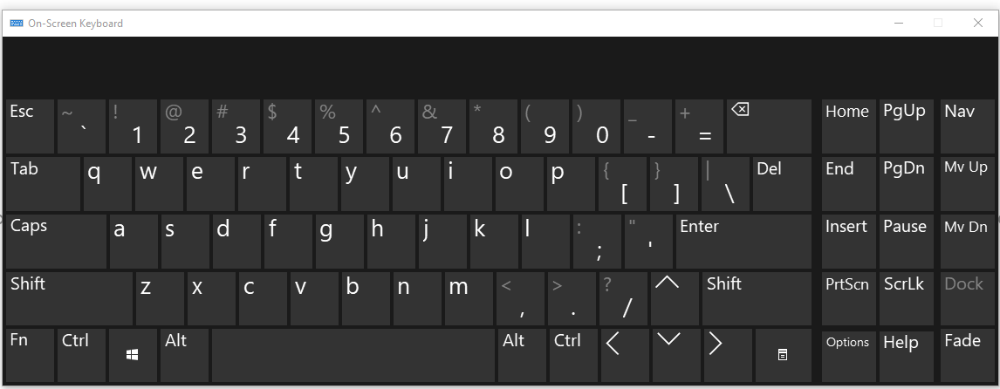 On-Screen Keyboard
Esc ~ ` ! 1 @ 2 # 3 $ 4 % 5 ^ 6 & 7 * 8 ( 9 ) 0 _ - + = Home PgUp Nav
Tab q w e r t y u i o p { [ } ] | \ Del End PgDn Mv Up
Caps a s d f g h j k l : ; " ' Enter Insert Pause Mv Dn
Shift z x c v b n m < , > . ? / Shift PrtScn ScrLk Dock
Fn Ctrl Alt Alt Ctrl Options Help Fade